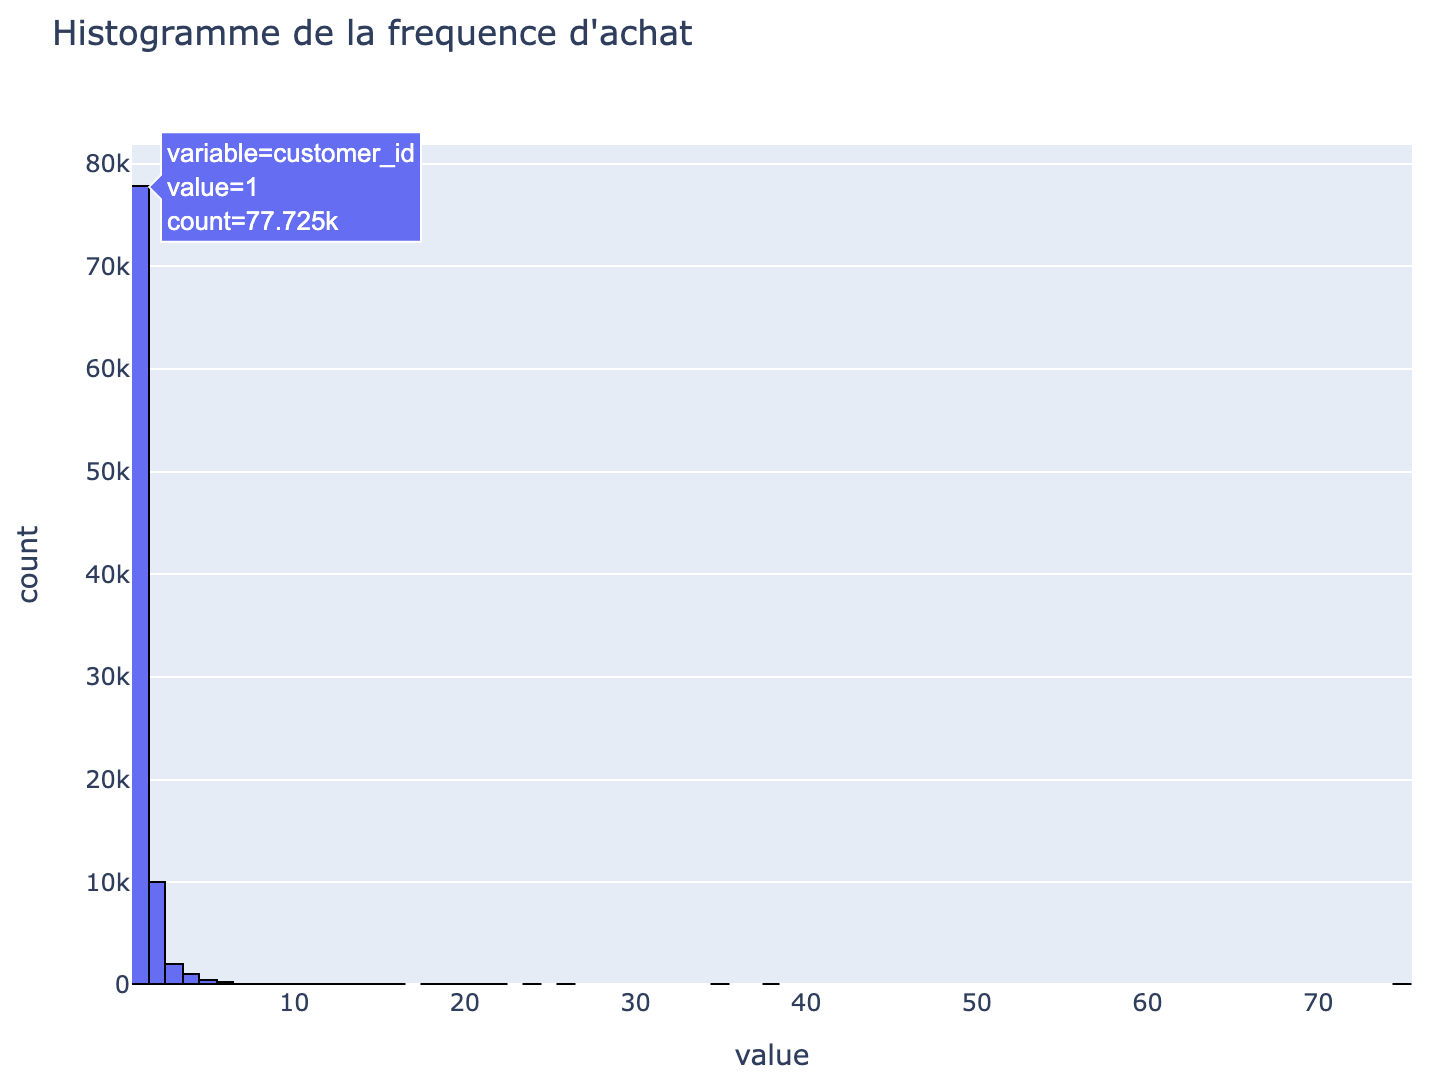 Histogramme de la frequence d'achat
variable=customer_id
value=1
count=77.725k
80k
70k
60k
50k
40k
30k
20k
10k
0
count
10 20 30 40 50 60 70
value